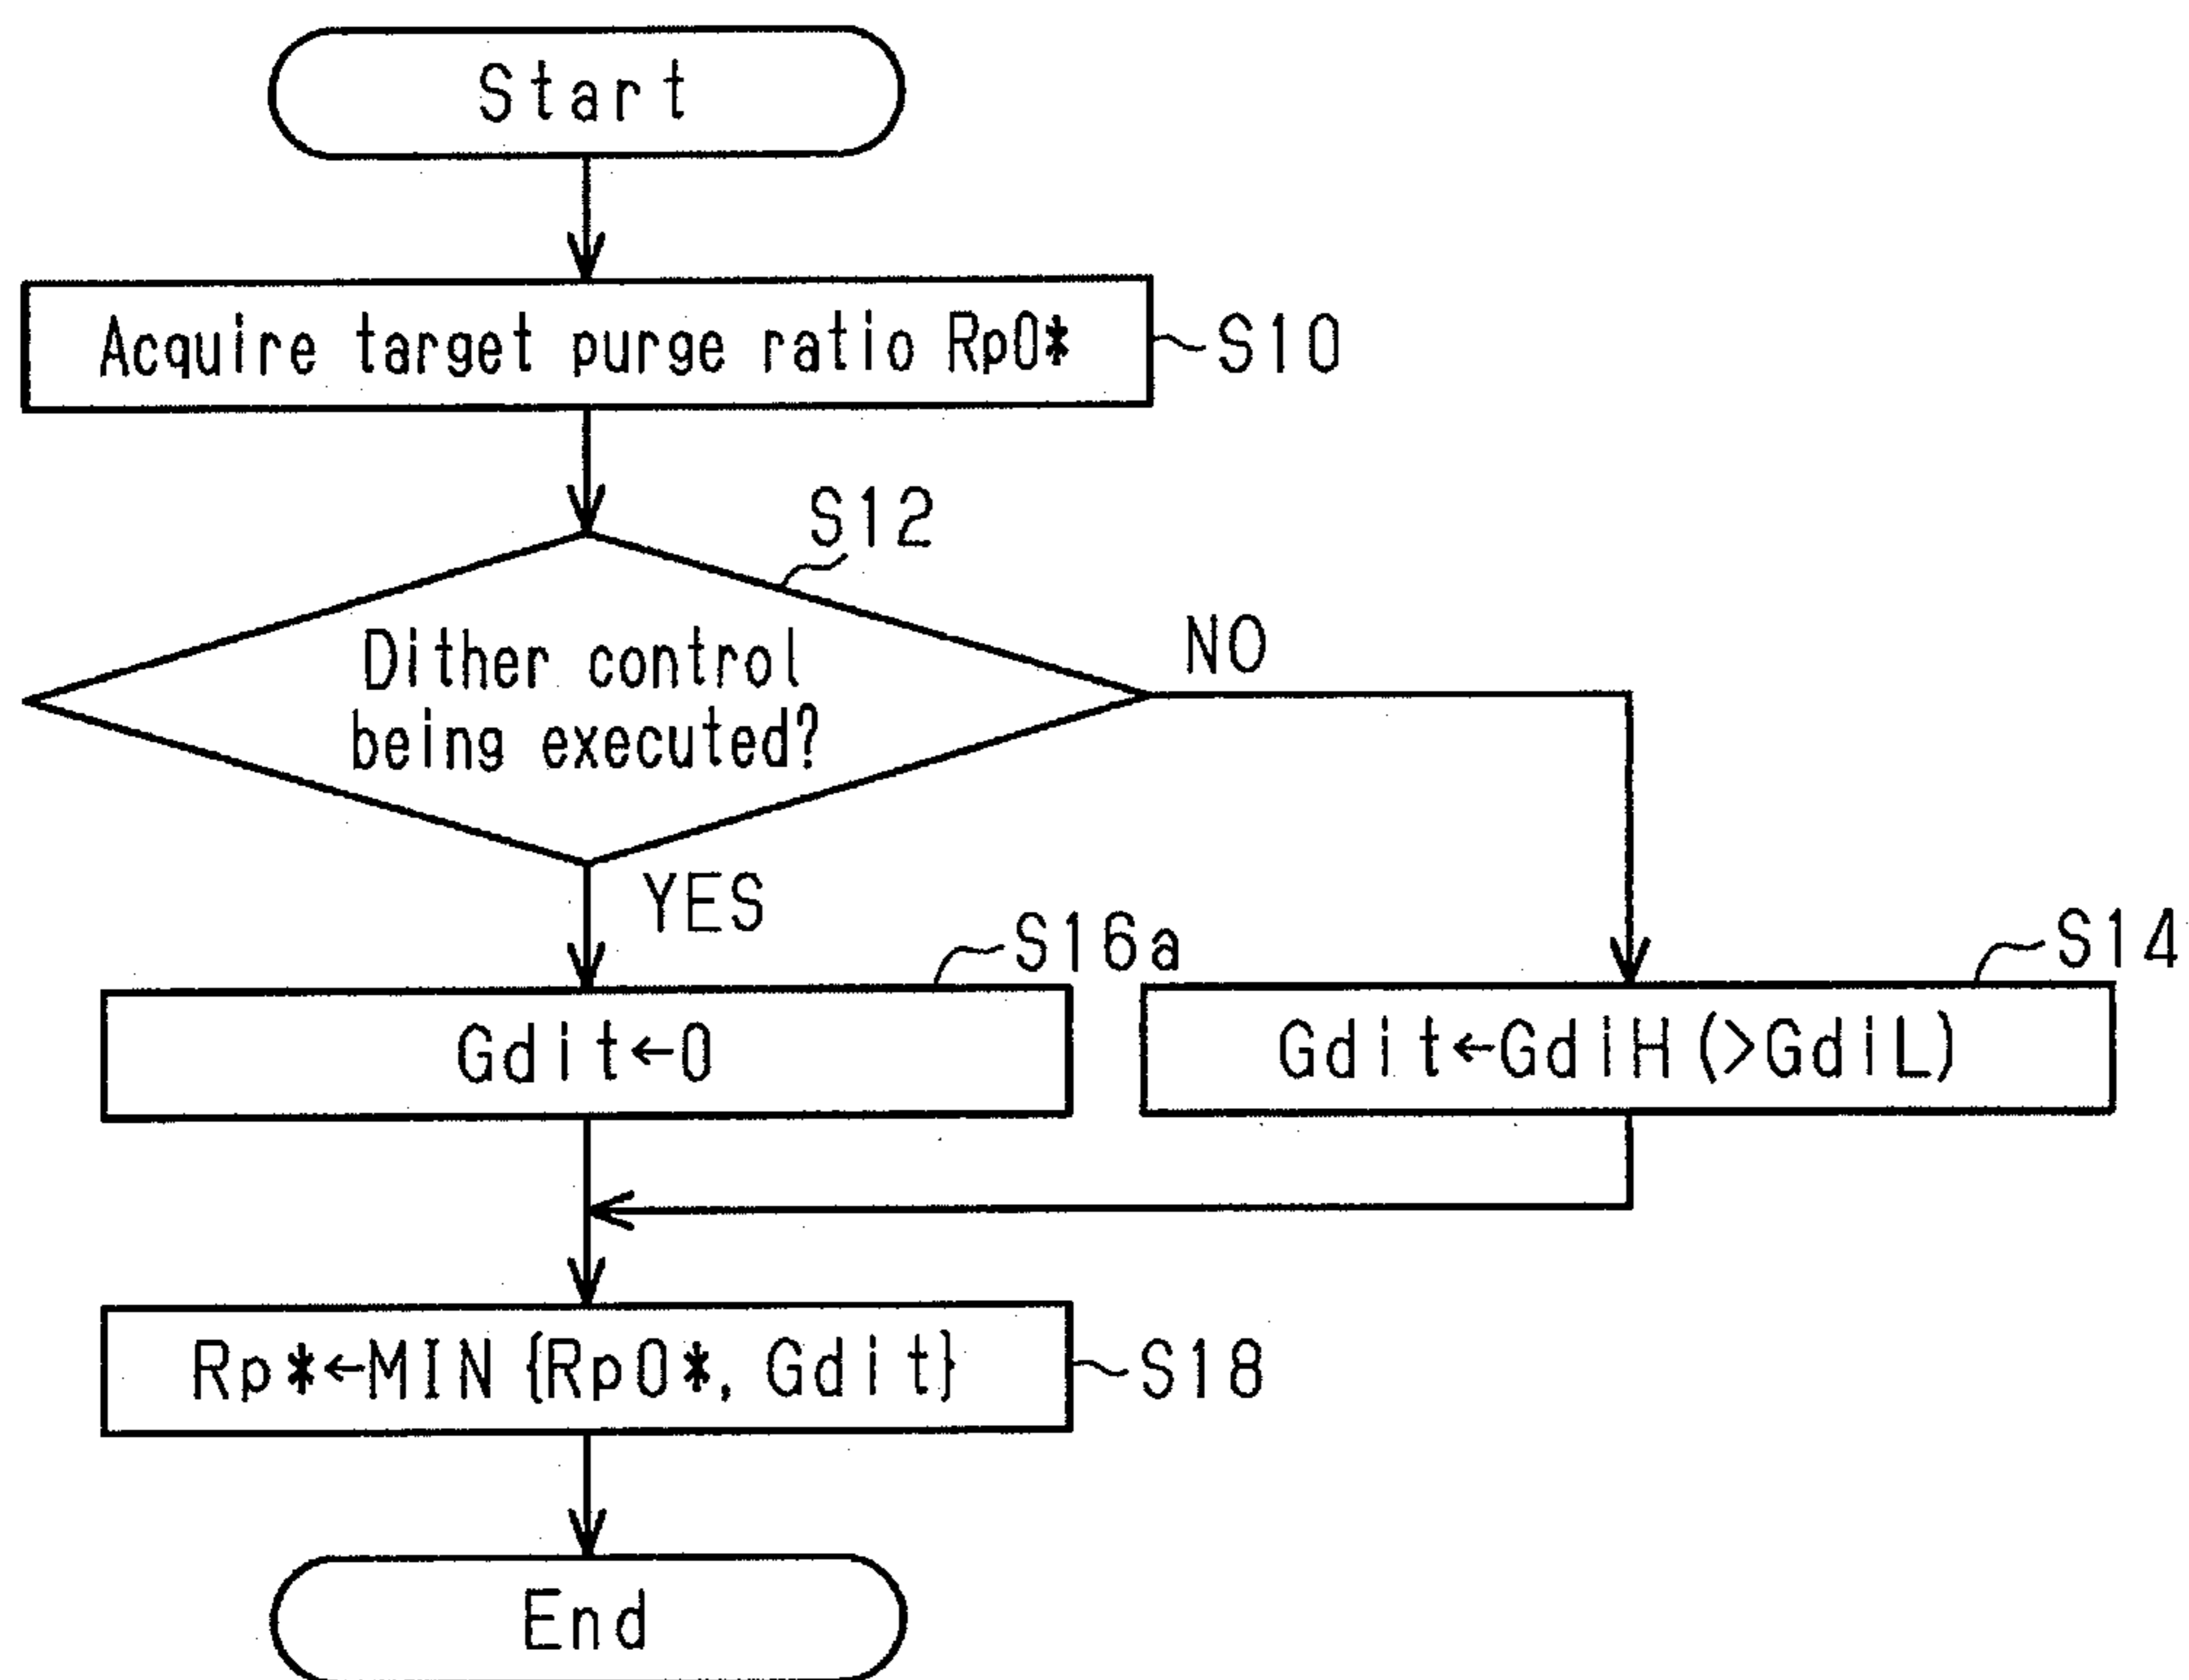 Start
Acquire target purge ratio Rp0*
S10
S12
Dither control
being executed?
NO
YES
S16a
S14
Gdit←0
Gdit←GdiH(>GdiL)
Rp*←MIN{Rp0*, Gdit}
S18
End